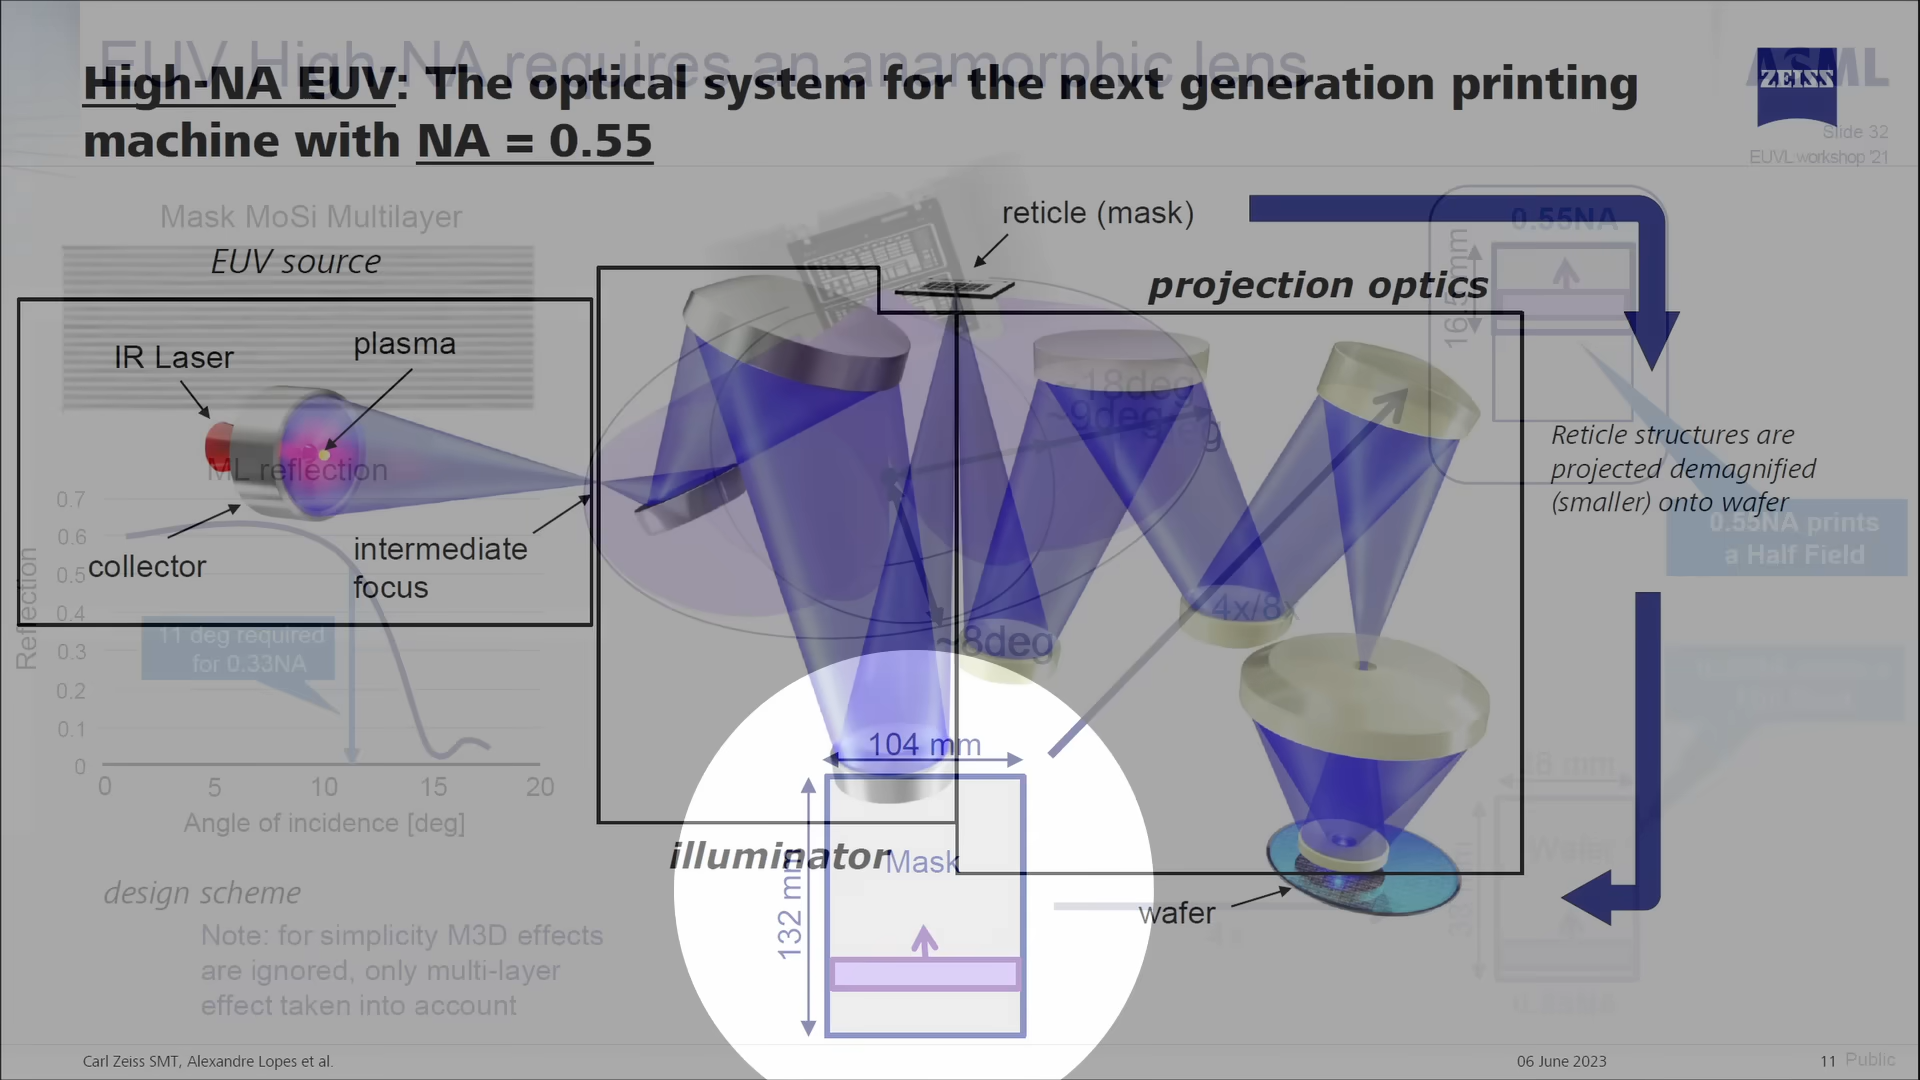 EUV High-NA requires an anamorphic lens
High-NA EUV: The optical system for the next generation printing
machine with NA = 0.55
ZEISS
ASML
Slide 32
EUVL workshop '21
Mask MoSi Multilayer
EUV source
IR Laser
plasma
collector
intermediate
focus
ML reflection
Reflection
0.7
0.6
0.5
0.4
0.3
0.2
0.1
0
0
5
10
15
20
Angle of incidence [deg]
11 deg required
for 0.33NA
design scheme
Note: for simplicity M3D effects
are ignored, only multi-layer
effect taken into account
reticle (mask)
projection optics
~18deg
~9deg
~8deg
4x/8x
illuminator
104 mm
132 mm
Mask
wafer
0.55NA
Reticle structures are
projected demagnified
(smaller) onto wafer
0.55NA prints
a Half Field
Wafer
Carl Zeiss SMT, Alexandre Lopes et al.
06 June 2023
11
Public